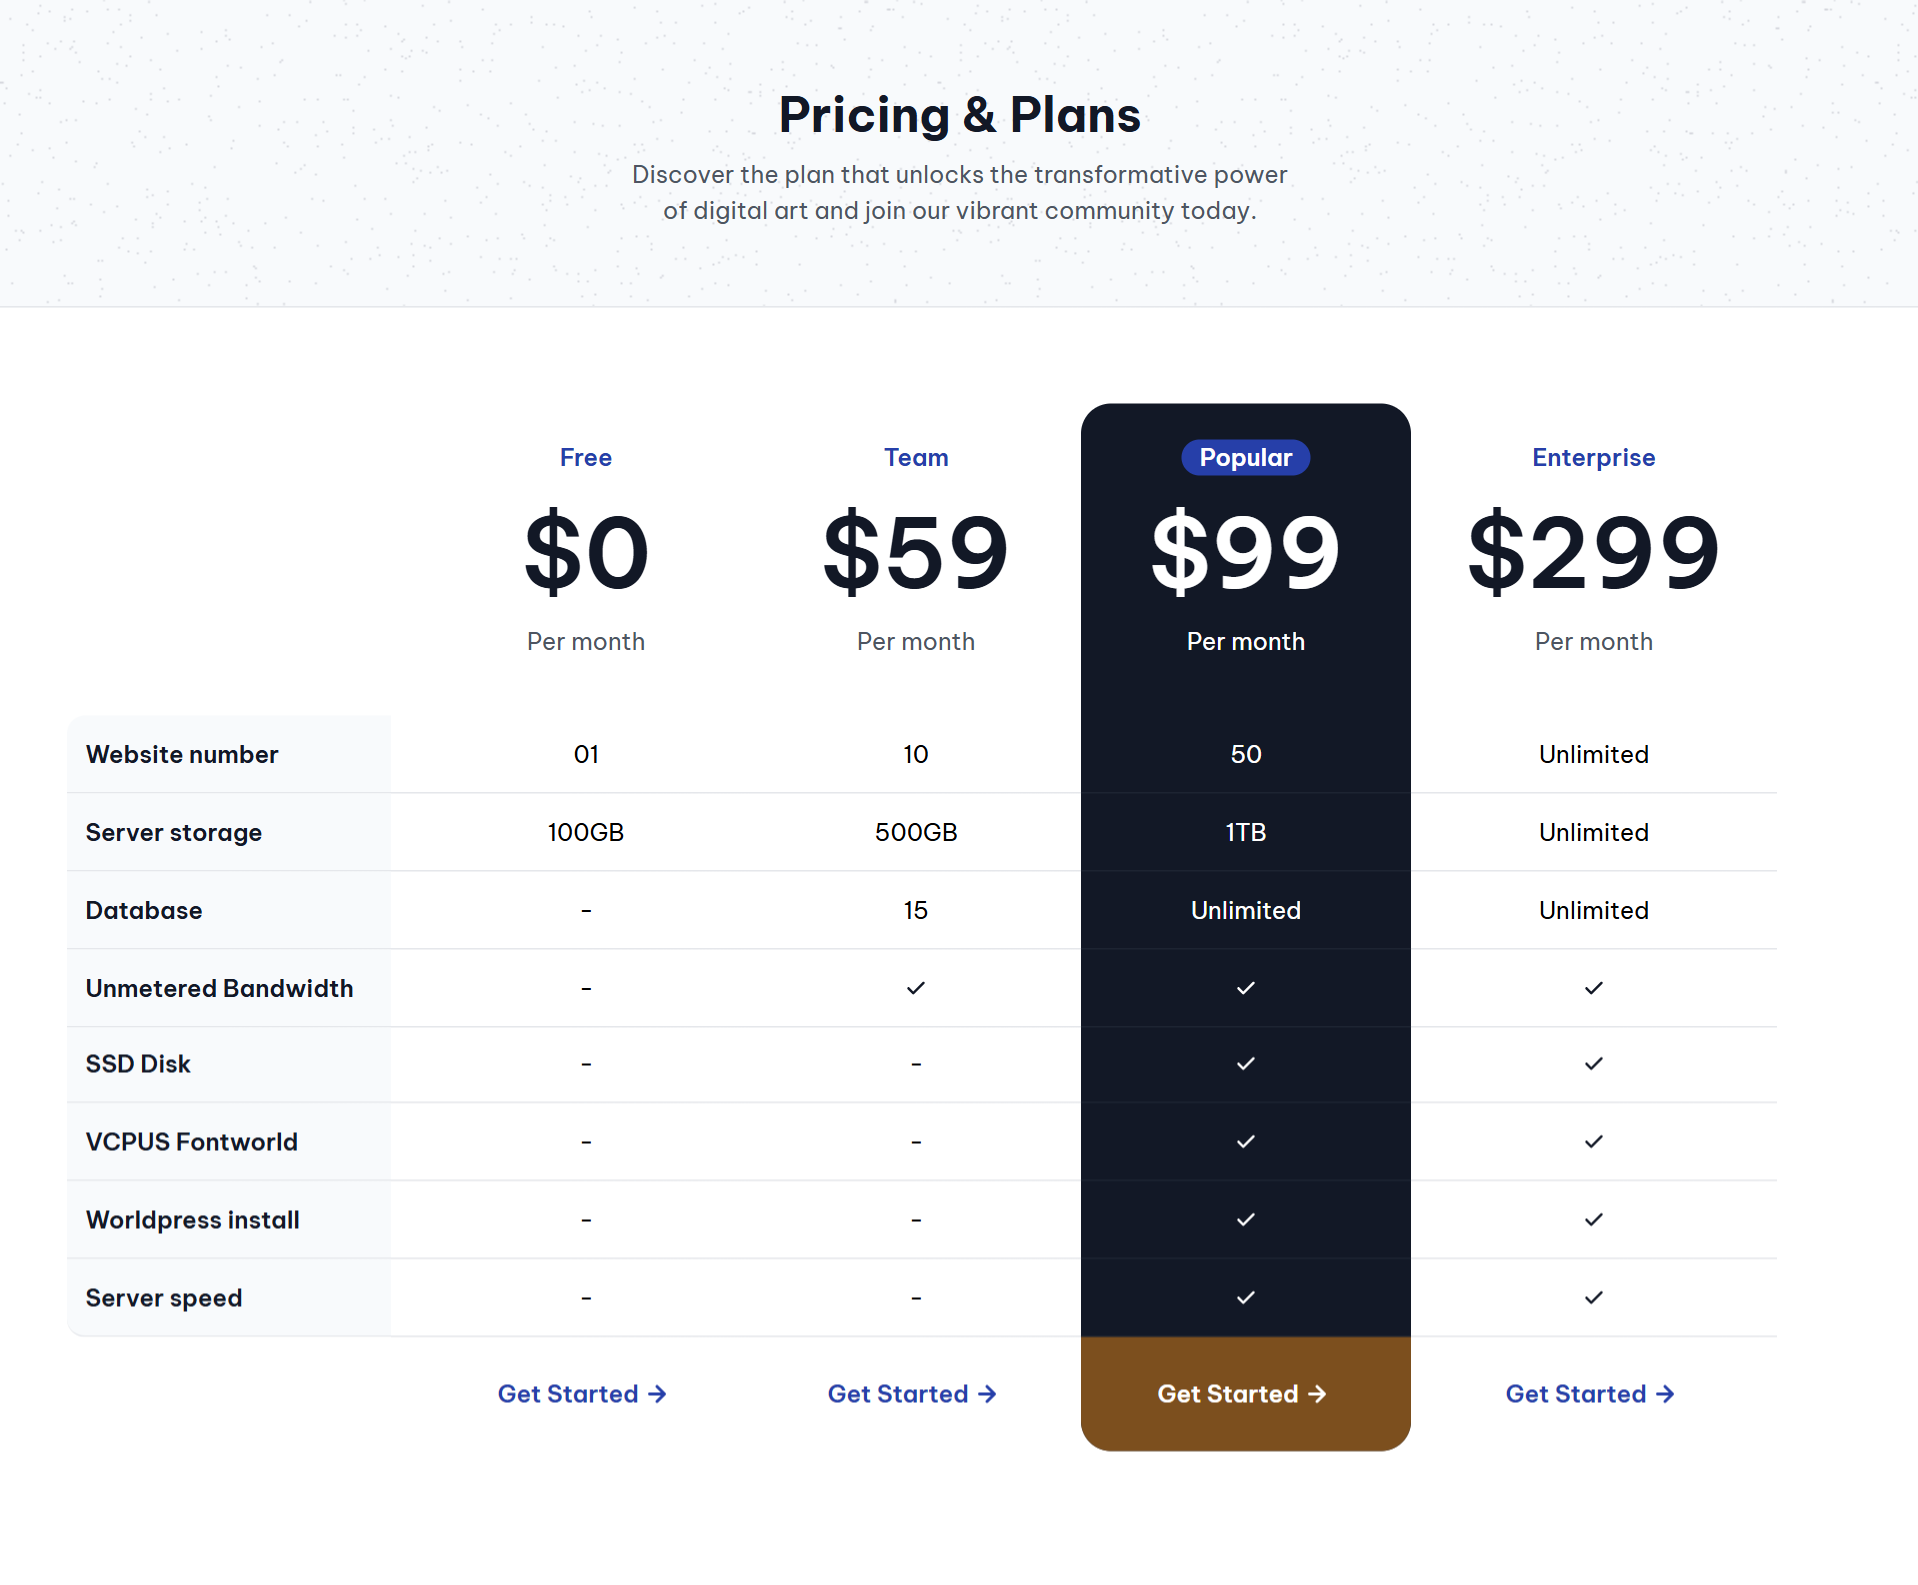 Pricing & Plans
Discover the plan that unlocks the transformative power
of digital art and join our vibrant community today.
Free Team Popular Enterprise
$0 $59 $99 $299
Per month Per month Per month Per month
Website number 01 10 50 Unlimited
Server storage 100GB 500GB 1TB Unlimited
Database - 15 Unlimited Unlimited
Unmetered Bandwidth - ✓ ✓ ✓
SSD Disk - - ✓ ✓
VCPUS Fontworld - - ✓ ✓
Worldpress install - - ✓ ✓
Server speed - - ✓ ✓
Get Started → Get Started → Get Started → Get Started →